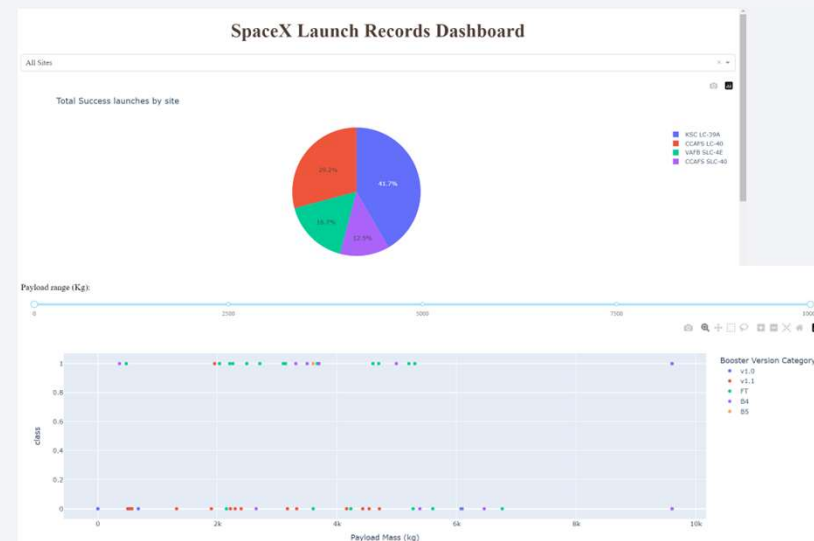 SpaceX Launch Records Dashboard
All Sites
Total Success launches by site
KSC LC-39A
CCAFS LC-40
VAFB SLC-4E
CCAFS SLC-40
29.2%
41.7%
16.7%
12.5%
Payload range (Kg):
0 2500 5000 7500 1000
Booster Version Category
v1.0
v1.1
FT
B4
B5
1
0.8
0.6
0.4
0.2
0
class
0 2k 4k 6k 8k 10k
Payload Mass (kg)